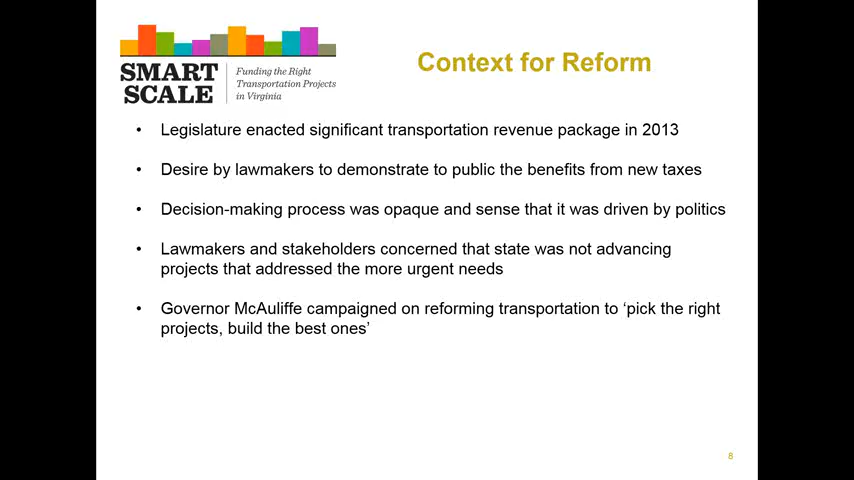 SMART
SCALE
Funding the Right
Transportation Projects
in Virginia
Context for Reform
• Legislature enacted significant transportation revenue package in 2013
• Desire by lawmakers to demonstrate to public the benefits from new taxes
• Decision-making process was opaque and sense that it was driven by politics
• Lawmakers and stakeholders concerned that state was not advancing
projects that addressed the more urgent needs
• Governor McAuliffe campaigned on reforming transportation to ‘pick the right
projects, build the best ones’
8